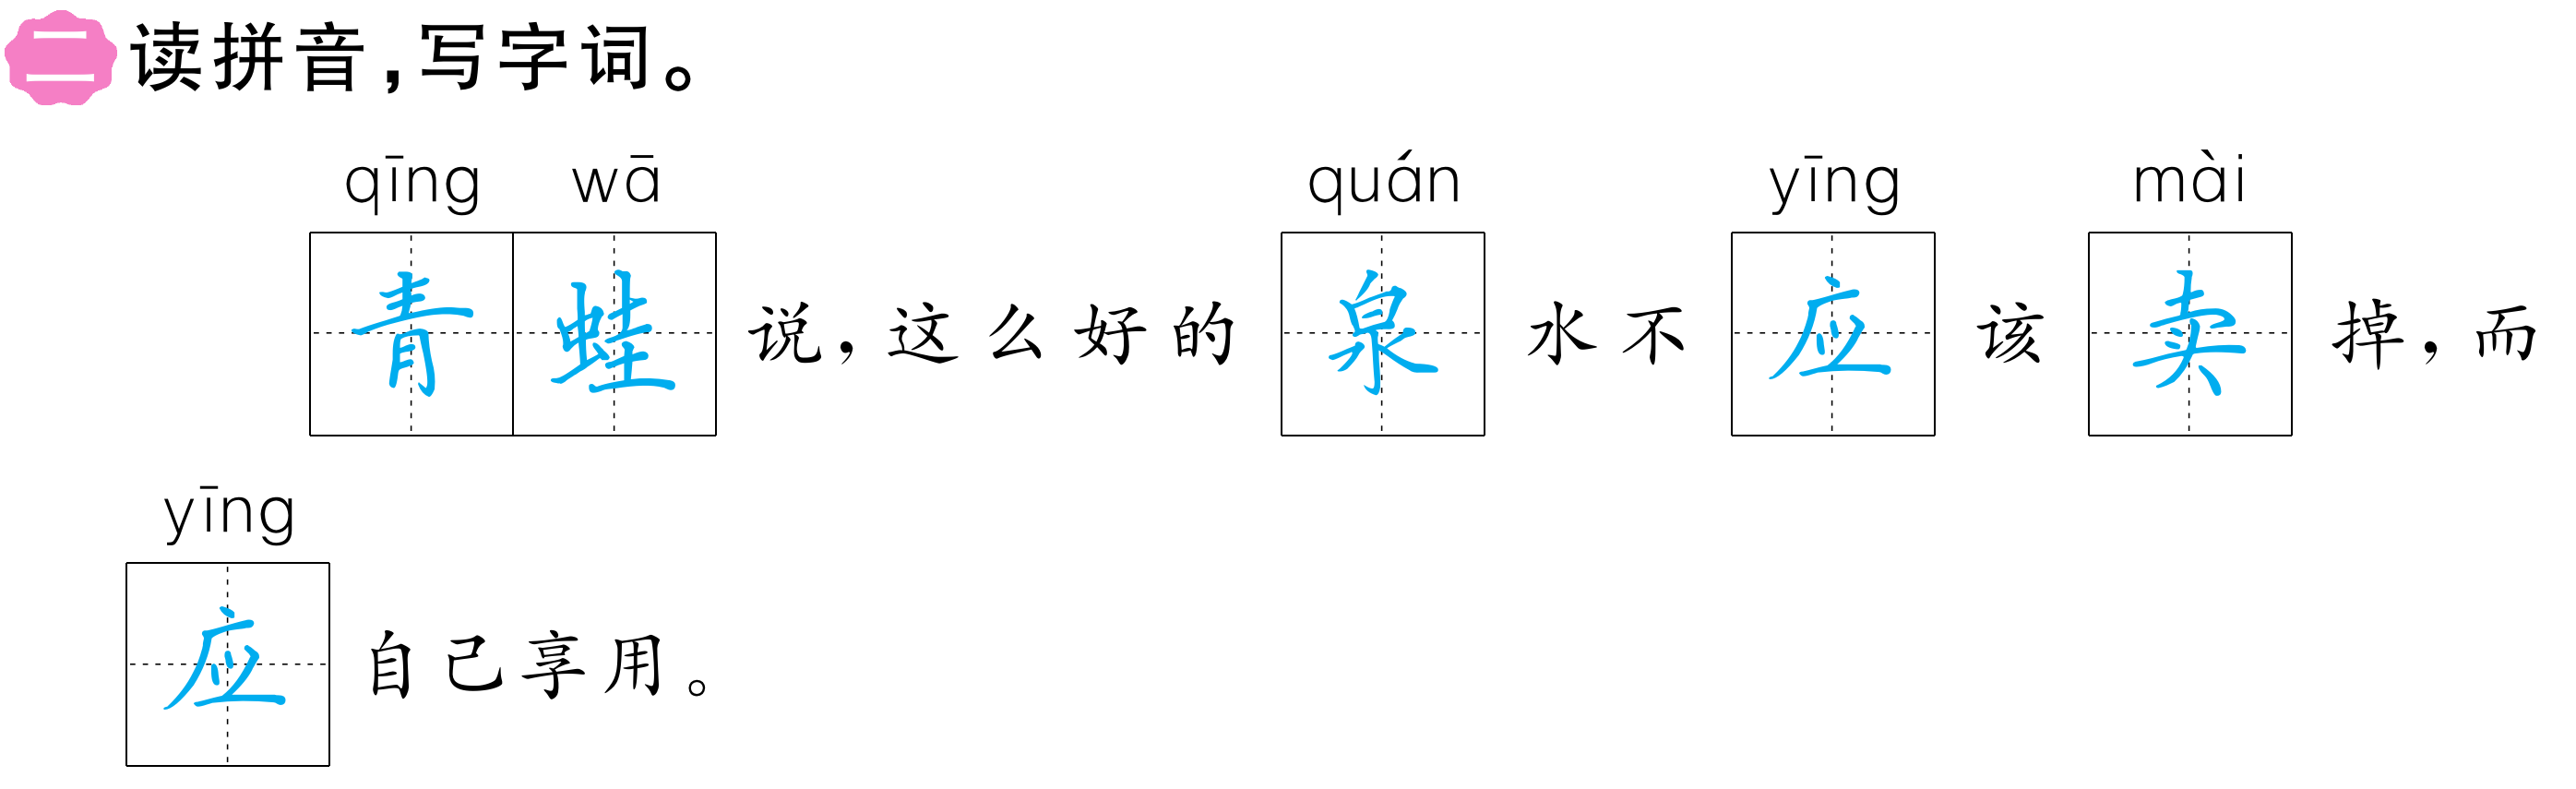 二 读拼音,写字词。
qīng wā quán yīng mài
青蛙说,这么好的泉水不应该卖掉,而
yīng
应自己享用。